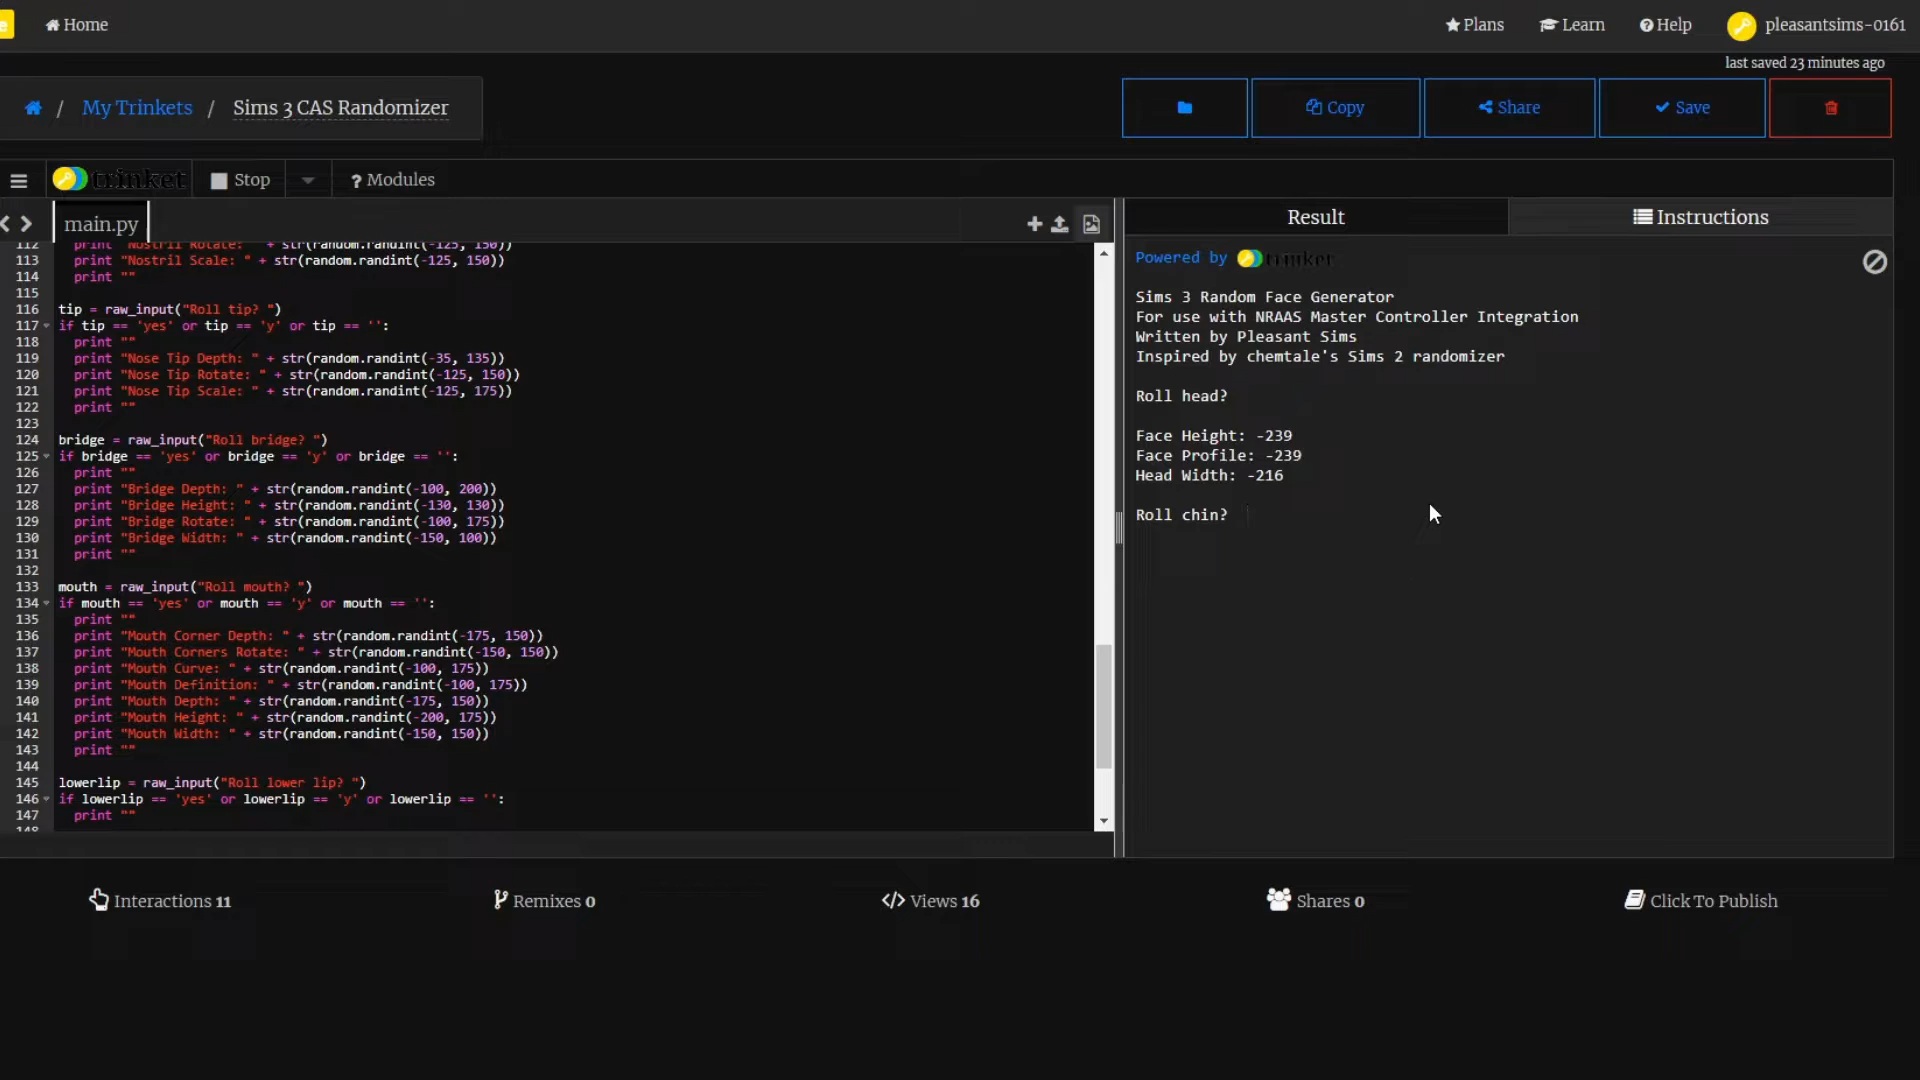 e
Home
Plans
Learn
Help
pleasantsims-0161
last saved 23 minutes ago
/ My Trinkets / Sims 3 CAS Randomizer
Copy
Share
Save
trinket
Stop
? Modules
main.py
112 print "Nostril Rotate: " + str(random.randint(-125, 150))
113 print "Nostril Scale: " + str(random.randint(-125, 150))
114 print ""
115
116 tip = raw_input("Roll tip? ")
117 if tip == 'yes' or tip == 'y' or tip == '':
118 print ""
119 print "Nose Tip Depth: " + str(random.randint(-35, 135))
120 print "Nose Tip Rotate: " + str(random.randint(-125, 150))
121 print "Nose Tip Scale: " + str(random.randint(-125, 175))
122 print ""
123
124 bridge = raw_input("Roll bridge? ")
125 if bridge == 'yes' or bridge == 'y' or bridge == '':
126 print ""
127 print "Bridge Depth: " + str(random.randint(-100, 200))
128 print "Bridge Height: " + str(random.randint(-130, 130))
129 print "Bridge Rotate: " + str(random.randint(-100, 175))
130 print "Bridge Width: " + str(random.randint(-150, 100))
131 print ""
132
133 mouth = raw_input("Roll mouth? ")
134 if mouth == 'yes' or mouth == 'y' or mouth == '':
135 print ""
136 print "Mouth Corner Depth: " + str(random.randint(-175, 150))
137 print "Mouth Corners Rotate: " + str(random.randint(-150, 150))
138 print "Mouth Curve: " + str(random.randint(-100, 175))
139 print "Mouth Definition: " + str(random.randint(-100, 175))
140 print "Mouth Depth: " + str(random.randint(-175, 150))
141 print "Mouth Height: " + str(random.randint(-200, 175))
142 print "Mouth Width: " + str(random.randint(-150, 150))
143 print ""
144
145 lowerlip = raw_input("Roll lower lip? ")
146 if lowerlip == 'yes' or lowerlip == 'y' or lowerlip == '':
147 print ""
148
Result
Instructions
Powered by trinket
Sims 3 Random Face Generator
For use with NRAAS Master Controller Integration
Written by Pleasant Sims
Inspired by chemtale's Sims 2 randomizer
Roll head?
Face Height: -239
Face Profile: -239
Head Width: -216
Roll chin?
Interactions 11
Remixes 0
Views 16
Shares 0
Click To Publish